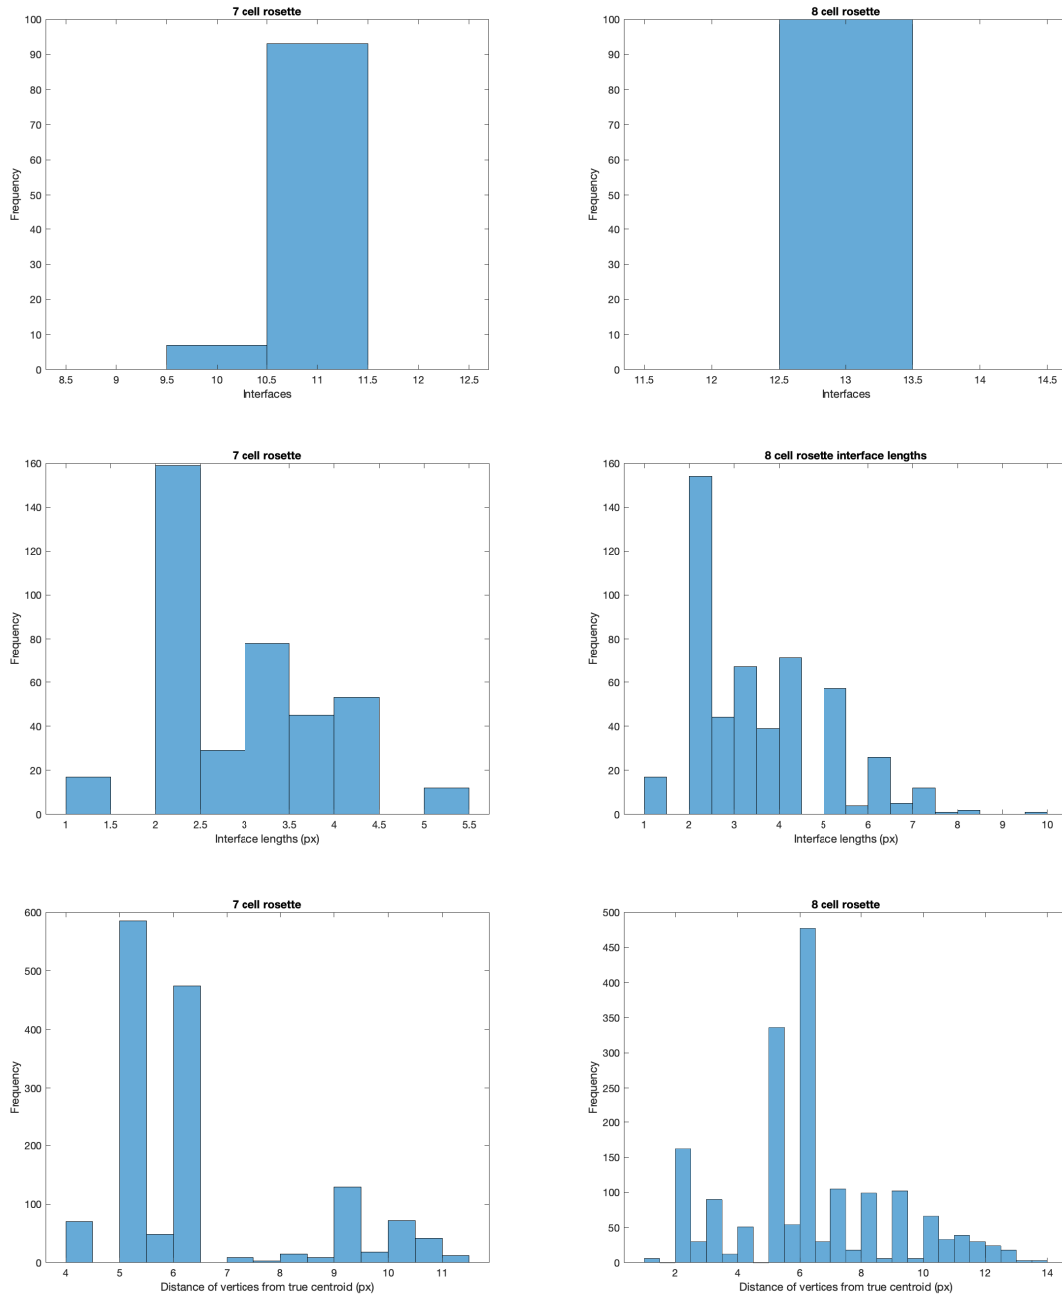 7 cell rosette
100
90
80
70
60
50
40
30
20
10
0
Frequency
8.5 9 9.5 10 10.5 11 11.5 12 12.5
Interfaces
8 cell rosette
100
90
80
70
60
50
40
30
20
10
0
Frequency
11.5 12 12.5 13 13.5 14 14.5
Interfaces
7 cell rosette
160
140
120
100
80
60
40
20
0
Frequency
1 1.5 2 2.5 3 3.5 4 4.5 5 5.5
Interface lengths (px)
8 cell rosette interface lengths
160
140
120
100
80
60
40
20
0
Frequency
1 2 3 4 5 6 7 8 9 10
Interface lengths (px)
7 cell rosette
600
500
400
300
200
100
0
Frequency
4 5 6 7 8 9 10 11
Distance of vertices from true centroid (px)
8 cell rosette
500
450
400
350
300
250
200
150
100
50
0
Frequency
2 4 6 8 10 12 14
Distance of vertices from true centroid (px)